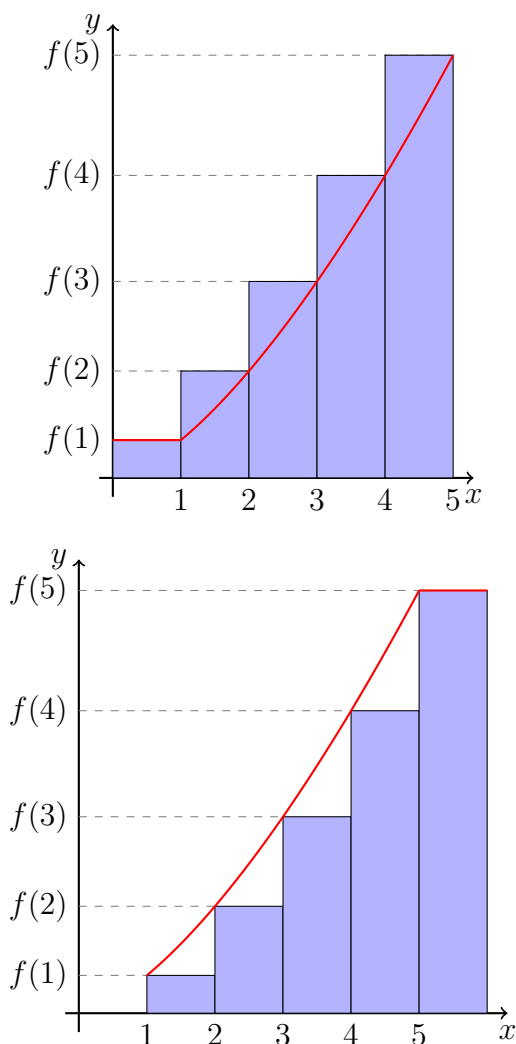 y
f(5)
f(4)
f(3)
f(2)
f(1)
1 2 3 4 5 x
y
f(5)
f(4)
f(3)
f(2)
f(1)
1 2 3 4 5 x